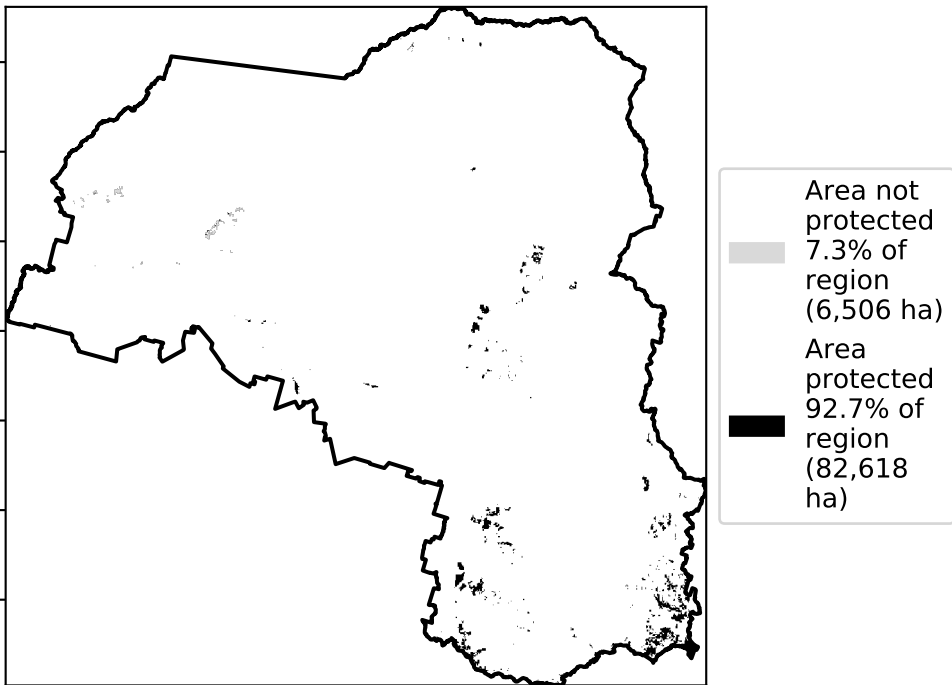 Area not
protected
7.3% of
region
(6,506 ha)
Area
protected
92.7% of
region
(82,618
ha)